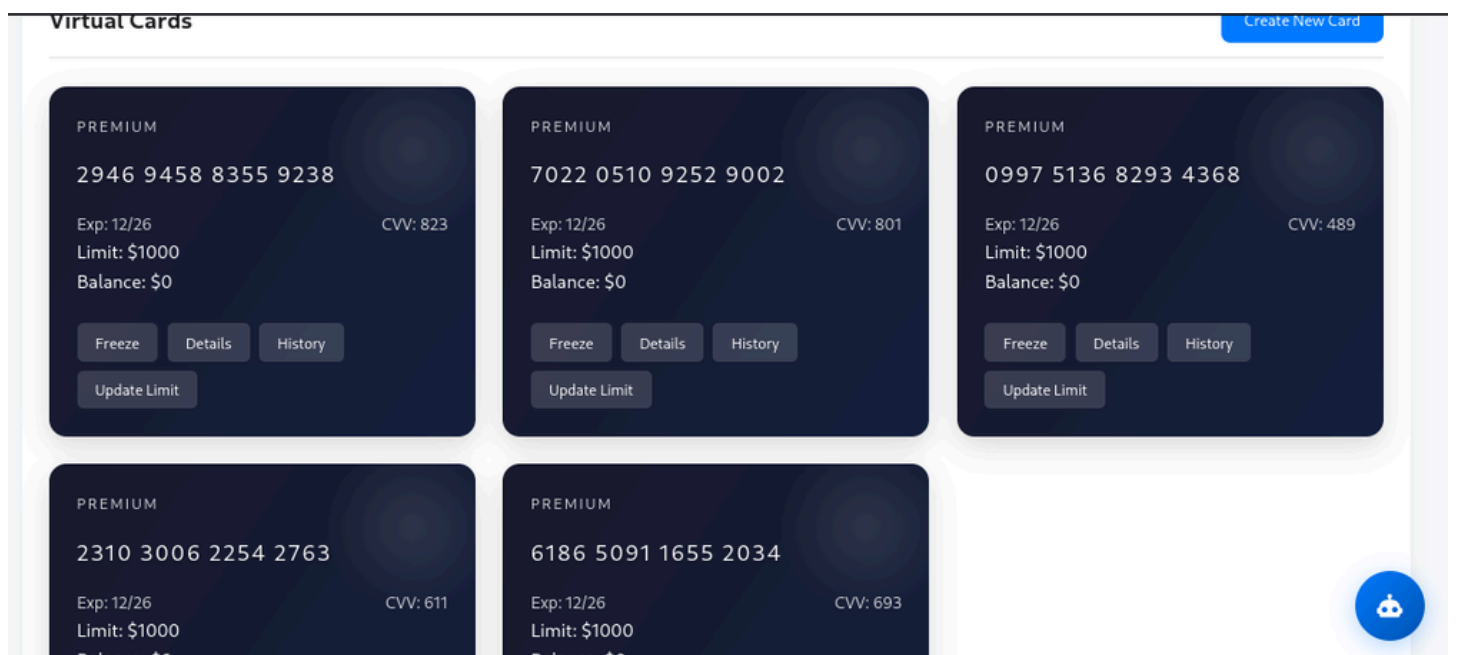 Virtual Cards
Create New Card
PREMIUM
2946 9458 8355 9238
Exp: 12/26
CVV: 823
Limit: $1000
Balance: $0
Freeze
Details
History
Update Limit
PREMIUM
7022 0510 9252 9002
Exp: 12/26
CVV: 801
Limit: $1000
Balance: $0
Freeze
Details
History
Update Limit
PREMIUM
0997 5136 8293 4368
Exp: 12/26
CVV: 489
Limit: $1000
Balance: $0
Freeze
Details
History
Update Limit
PREMIUM
2310 3006 2254 2763
Exp: 12/26
CVV: 611
Limit: $1000
PREMIUM
6186 5091 1655 2034
Exp: 12/26
CVV: 693
Limit: $1000